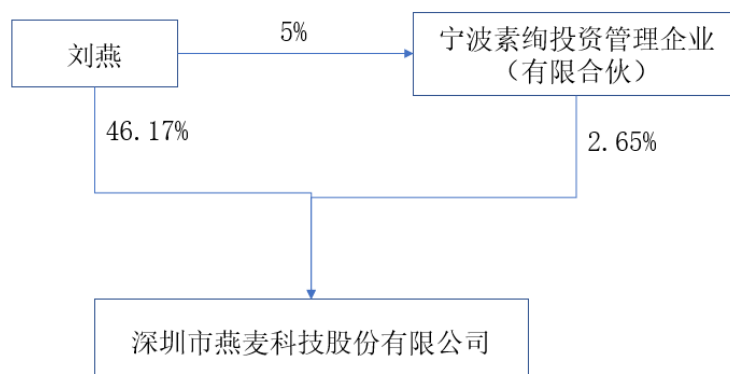 刘燕
5%
宁波素绚投资管理企业
（有限合伙）
46.17%
2.65%
深圳市燕麦科技股份有限公司